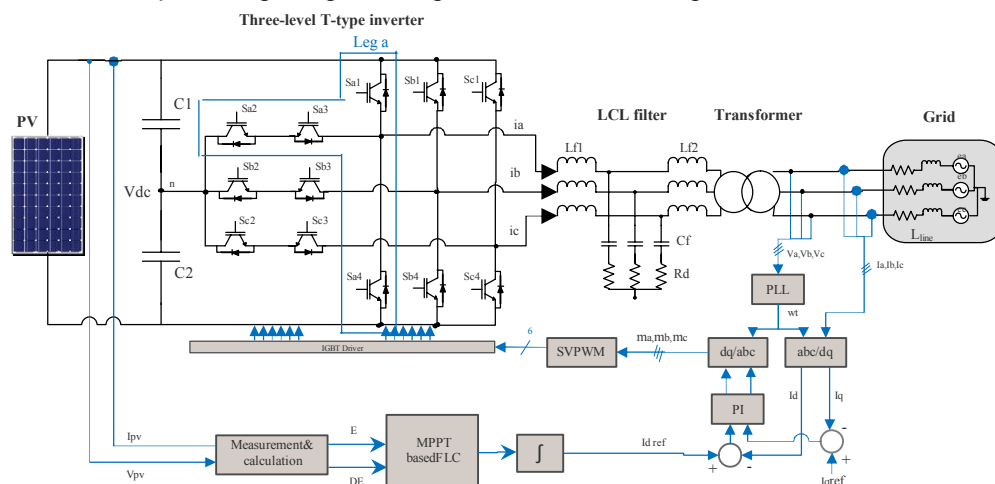 Three-level T-type inverter
Leg a
Sa1
Sb1
Sc1
C1
Sa2
Sa3
PV
LCL filter
Transformer
Grid
ia
Lf1
Lf2
ea
Sb2
Sb3
ib
eb
Vdc
n
Sc2
Sc3
ic
L line
C2
Cf
Va,Vb,Vc
Ia,Ib,Ic
Sa4
Sb4
Sc4
Rd
PLL
wt
6
ma,mb,mc
IGBT Driver
SVPWM
dq/abc
abc/dq
Id
Iq
PI
Ipv
E
MPPT
basedFLC
Measurement&
calculation
∫
Id ref
-
+
-
+
Vpv
DE
Iqref